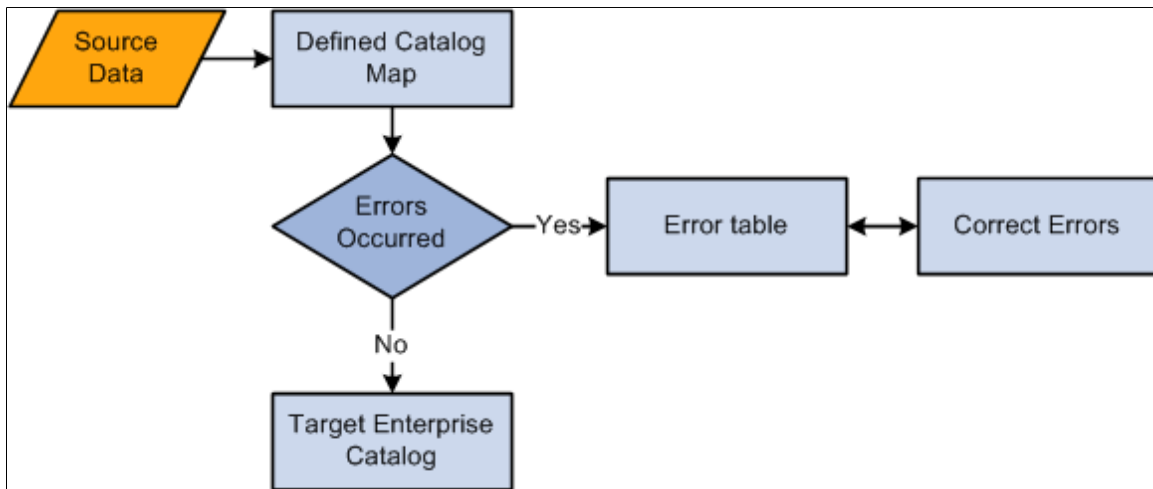 Source
Data
Defined Catalog
Map
Errors
Occurred
Yes
Error table
Correct Errors
No
Target Enterprise
Catalog